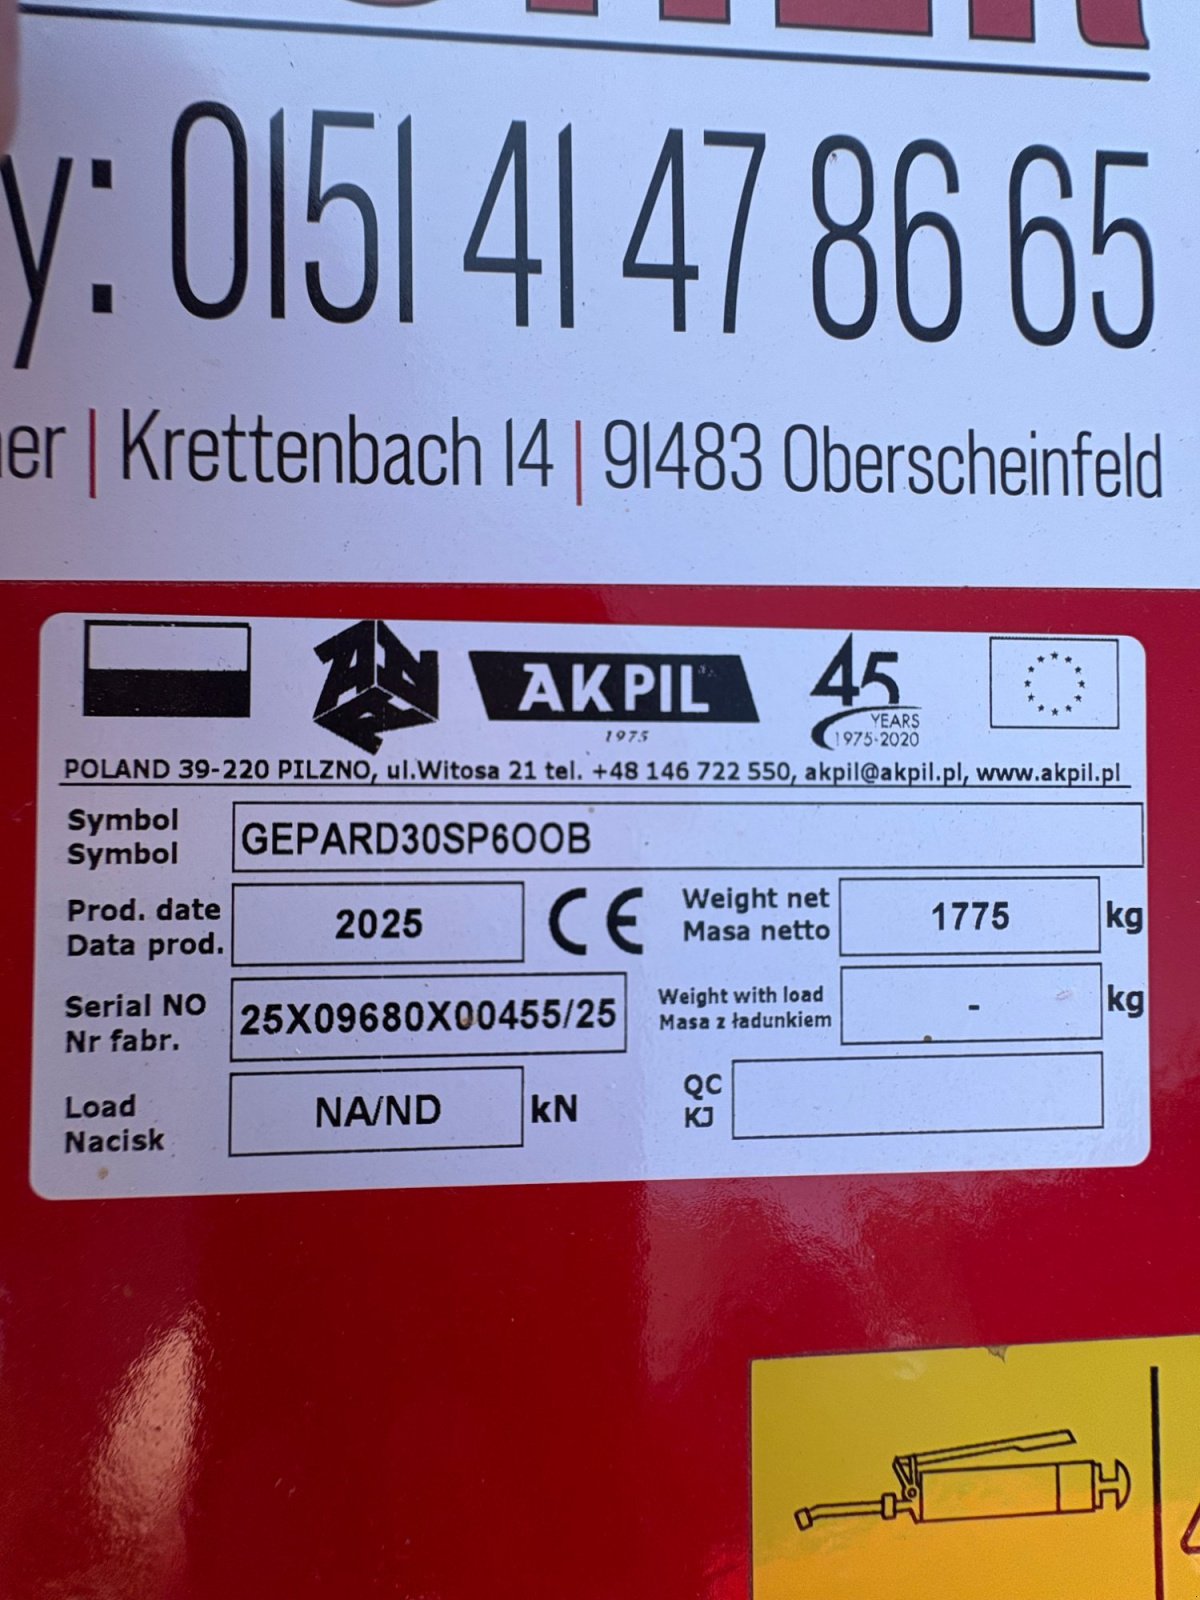 y: 0151 41 47 86 65
er | Krettenbach 14 | 91483 Oberscheinfeld
AKPIL
1975
45
YEARS
1975-2020
POLAND 39-220 PILZNO, ul.Witosa 21 tel. +48 146 722 550, akpil@akpil.pl, www.akpil.pl
Symbol
Symbol
GEPARD30SP6OOB
Prod. date
Data prod.
2025
CE
Weight net
Masa netto
1775 kg
Serial NO
Nr fabr.
25X09680X00455/25
Weight with load
Masa z ładunkiem
- kg
Load
Nacisk
NA/ND kN
QC
KJ